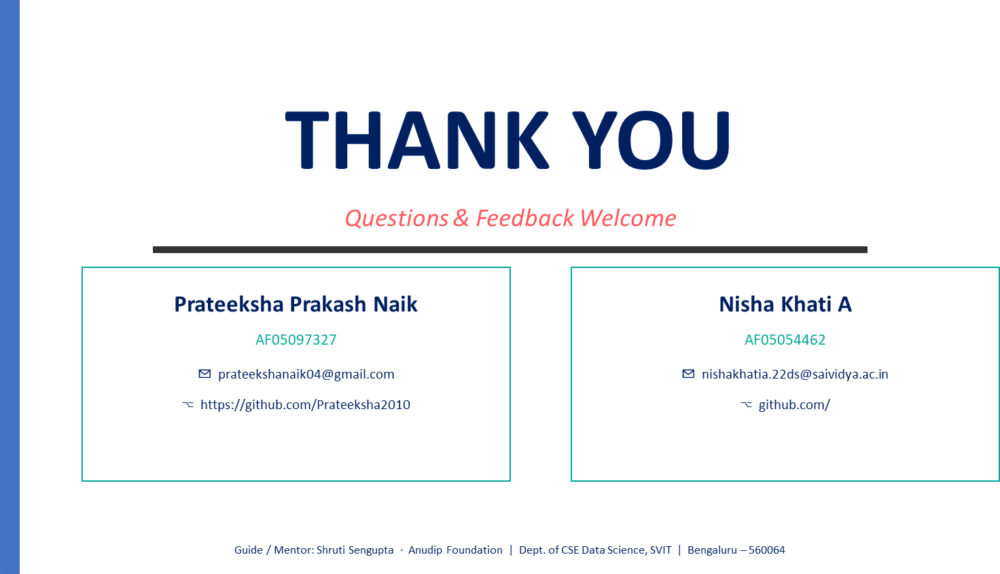 THANK YOU
Questions & Feedback Welcome
Prateeksha Prakash Naik
AF05097327
✉ prateekshanaik04@gmail.com
⌥ https://github.com/Prateeksha2010
Nisha Khati A
AF05054462
✉ nishakhatia.22ds@saividya.ac.in
⌥ github.com/
Guide / Mentor: Shruti Sengupta · Anudip Foundation | Dept. of CSE Data Science, SVIT | Bengaluru – 560064